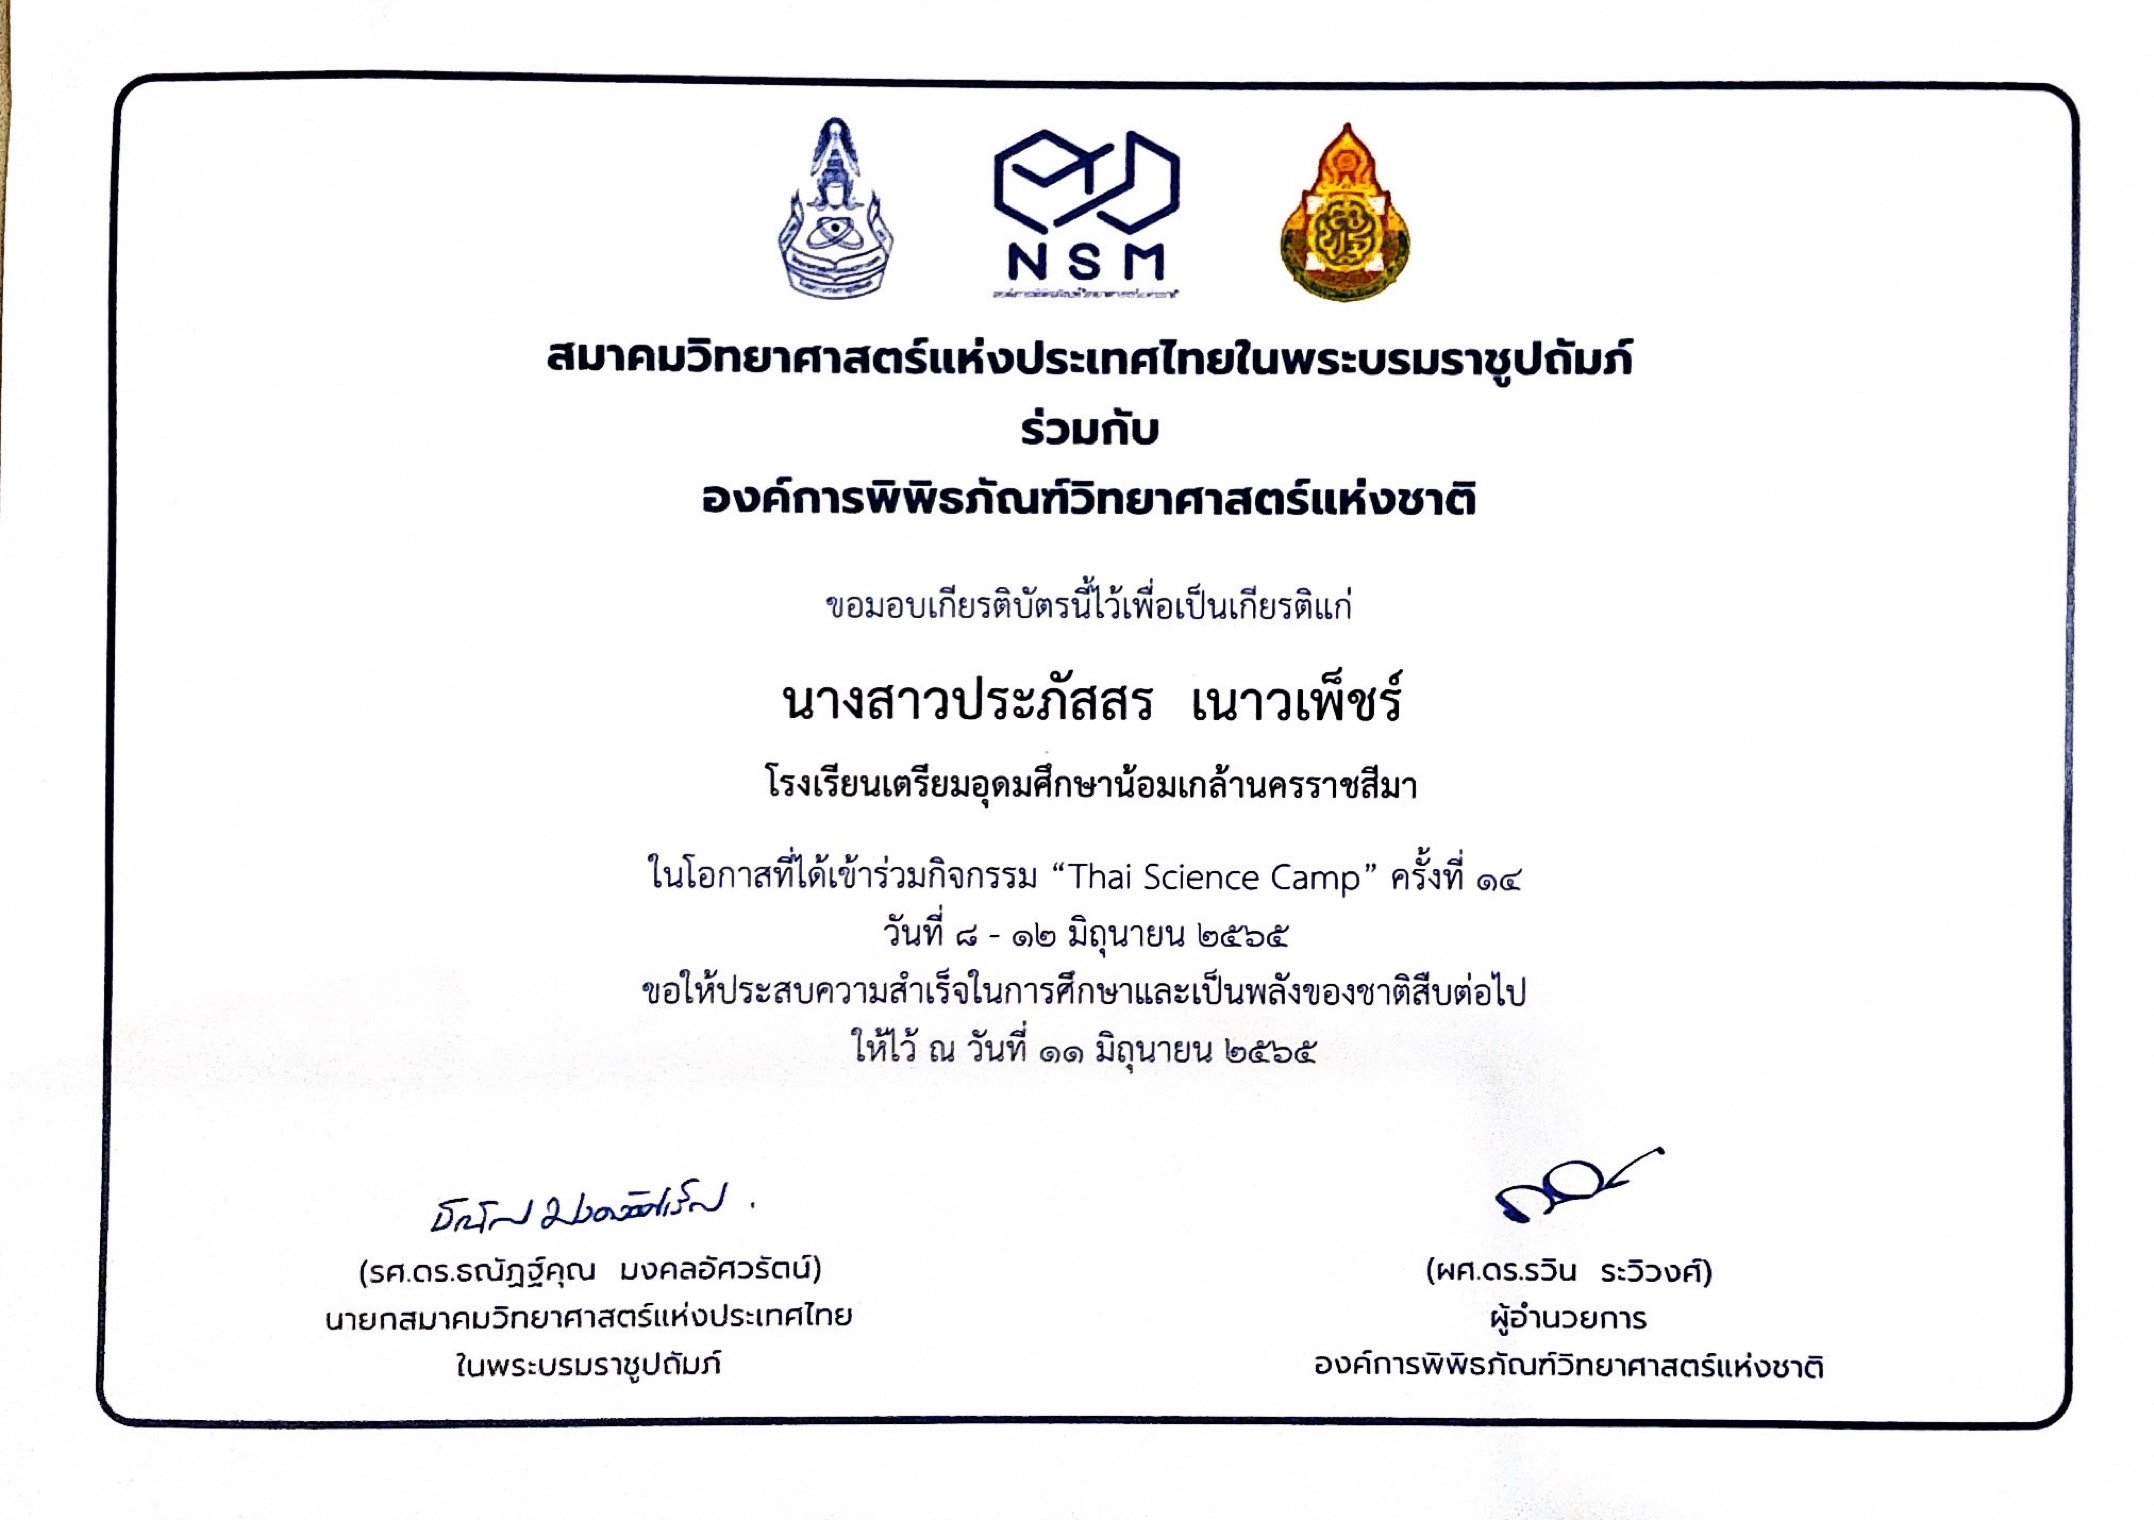 NSM
สมาคมวิทยาศาสตร์แห่งประเทศไทยในพระบรมราชูปถัมภ์
ร่วมกับ
องค์การพิพิธภัณฑ์วิทยาศาสตร์แห่งชาติ
ขอมอบเกียรติบัตรนี้ไว้เพื่อเป็นเกียรติแก่
นางสาวประภัสสร เนาวเพ็ชร์
โรงเรียนเตรียมอุดมศึกษาน้อมเกล้านครราชสีมา
ในโอกาสที่ได้เข้าร่วมกิจกรรม “Thai Science Camp” ครั้งที่ ๑๔
วันที่ ๘ - ๑๒ มิถุนายน ๒๕๖๕
ขอให้ประสบความสำเร็จในการศึกษาและเป็นพลังของชาติสืบต่อไป
ให้ไว้ ณ วันที่ ๑๑ มิถุนายน ๒๕๖๕
(รศ.ดร.ธณัฏฐ์คุณ มงคลอัศวรัตน์)
นายกสมาคมวิทยาศาสตร์แห่งประเทศไทย
ในพระบรมราชูปถัมภ์
(ผศ.ดร.รวิน ระวิวงศ์)
ผู้อำนวยการ
องค์การพิพิธภัณฑ์วิทยาศาสตร์แห่งชาติ